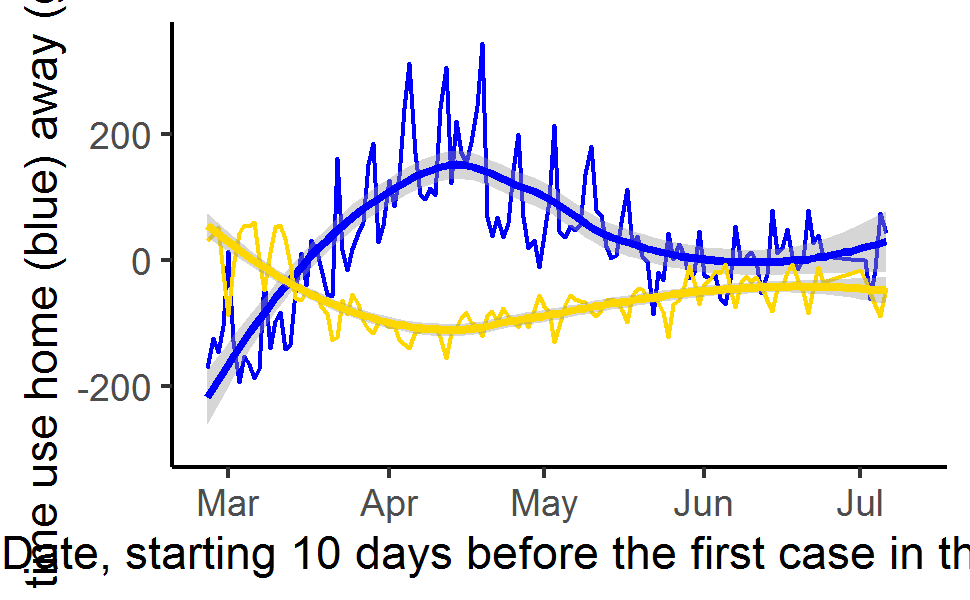 time use home (blue) away (
200
0
-200
Mar Apr May Jun Jul
Date, starting 10 days before the first case in th